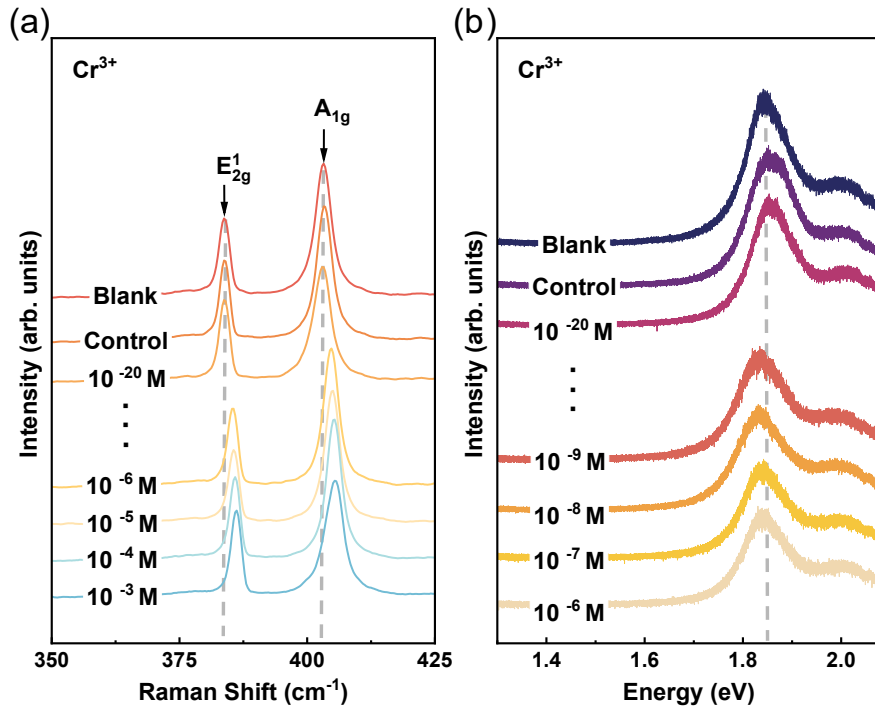 (a)
Cr³⁺
E¹₂g
A₁g
Blank
Control
10 ⁻²⁰ M
10 ⁻⁶ M
10 ⁻⁵ M
10 ⁻⁴ M
10 ⁻³ M
350
375
400
425
Raman Shift (cm⁻¹)
Intensity (arb. units)
(b)
Cr³⁺
Blank
Control
10 ⁻²⁰ M
10 ⁻⁹ M
10 ⁻⁸ M
10 ⁻⁷ M
10 ⁻⁶ M
1.4
1.6
1.8
2.0
Energy (eV)
Intensity (arb. units)